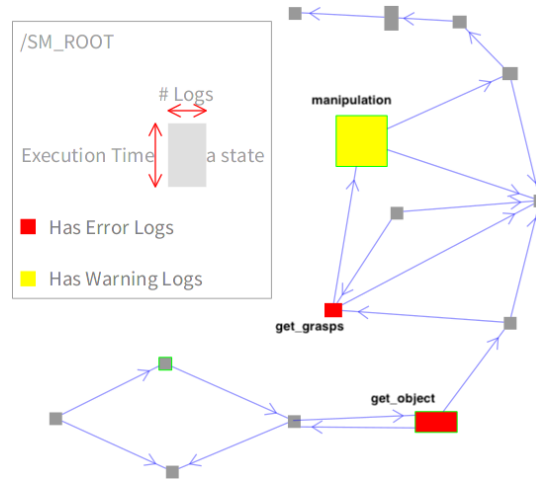 /SM_ROOT
# Logs
Execution Time
a state
Has Error Logs
Has Warning Logs
manipulation
get_grasps
get_object